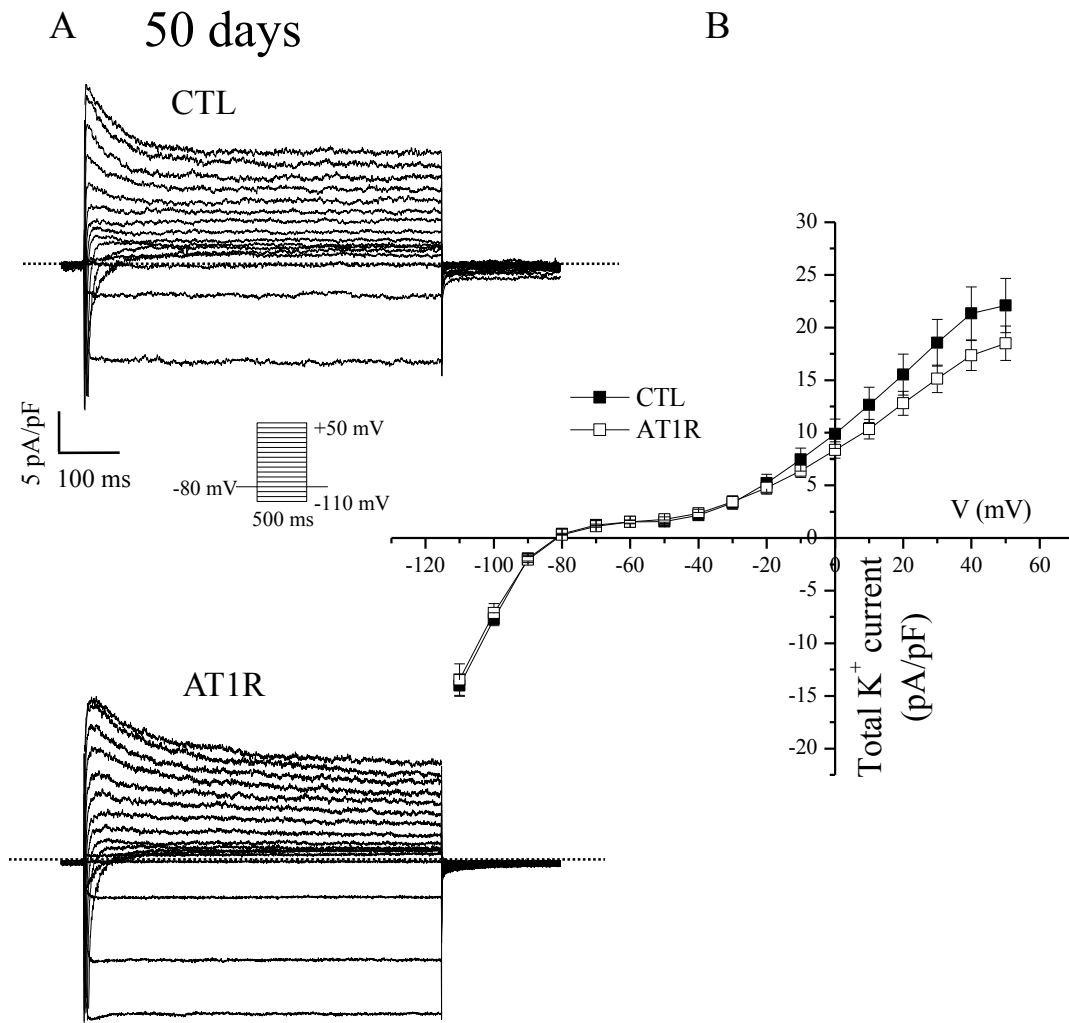 A 50 days B
CTL
5 pA/pF
100 ms
+50 mV
-80 mV
-110 mV
500 ms
CTL
AT1R
30
25
20
15
10
5
0
-5
-10
-15
-20
-120 -100 -80 -60 -40 -20 0 20 40 60
V (mV)
Total K+ current
(pA/pF)
AT1R